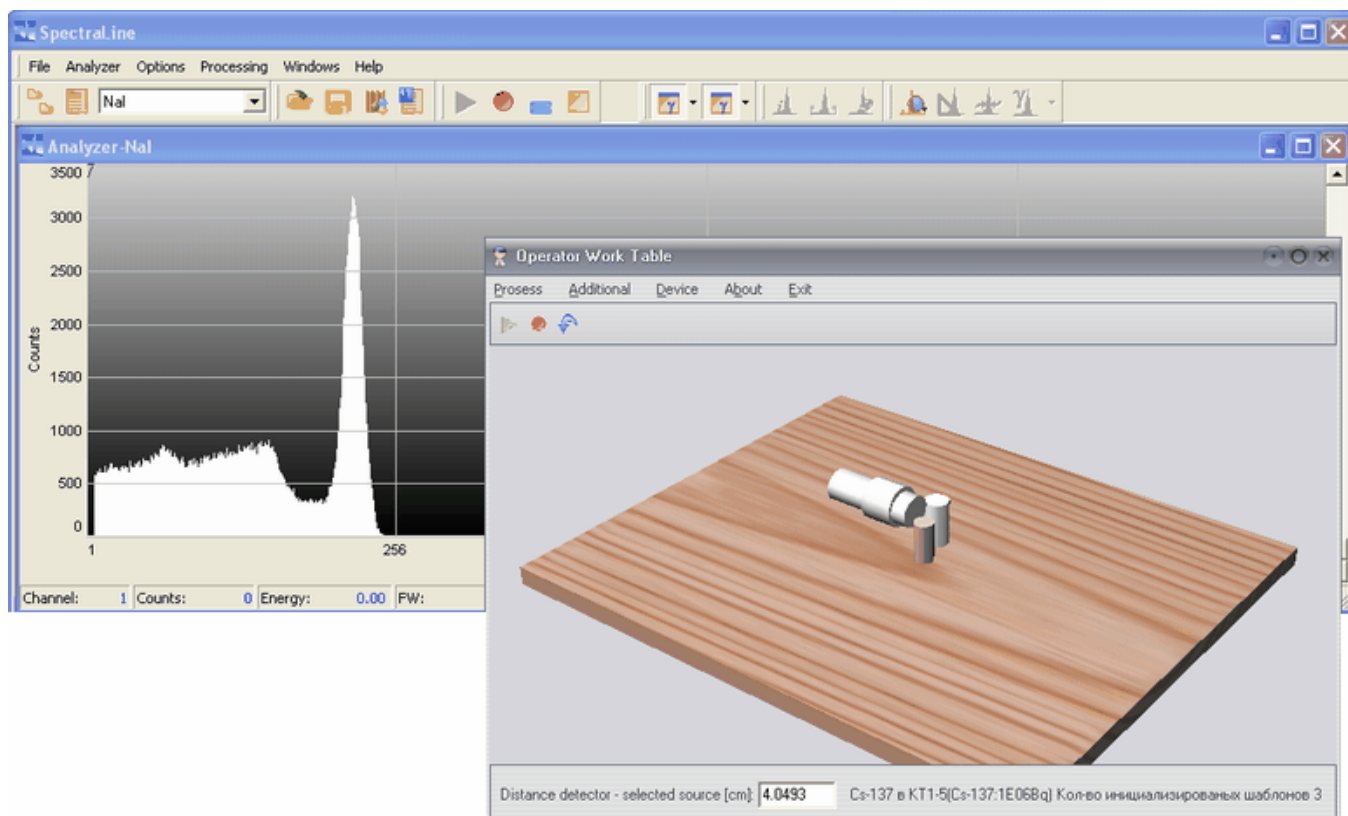 SpectraLine
File Analyzer Options Processing Windows Help
NaI
Analyzer-NaI
3500 7
3000
2500
2000
1500
1000
500
0
Counts
1 256
Channel: 1 Counts: 0 Energy: 0.00 FW:
Operator Work Table
Prosess Additional Device About Exit
Distance detector - selected source [cm]: 4.0493 Cs-137 в КТ1-5(Cs-137:1E06Bq) Кол-во инициализированых шаблонов 3